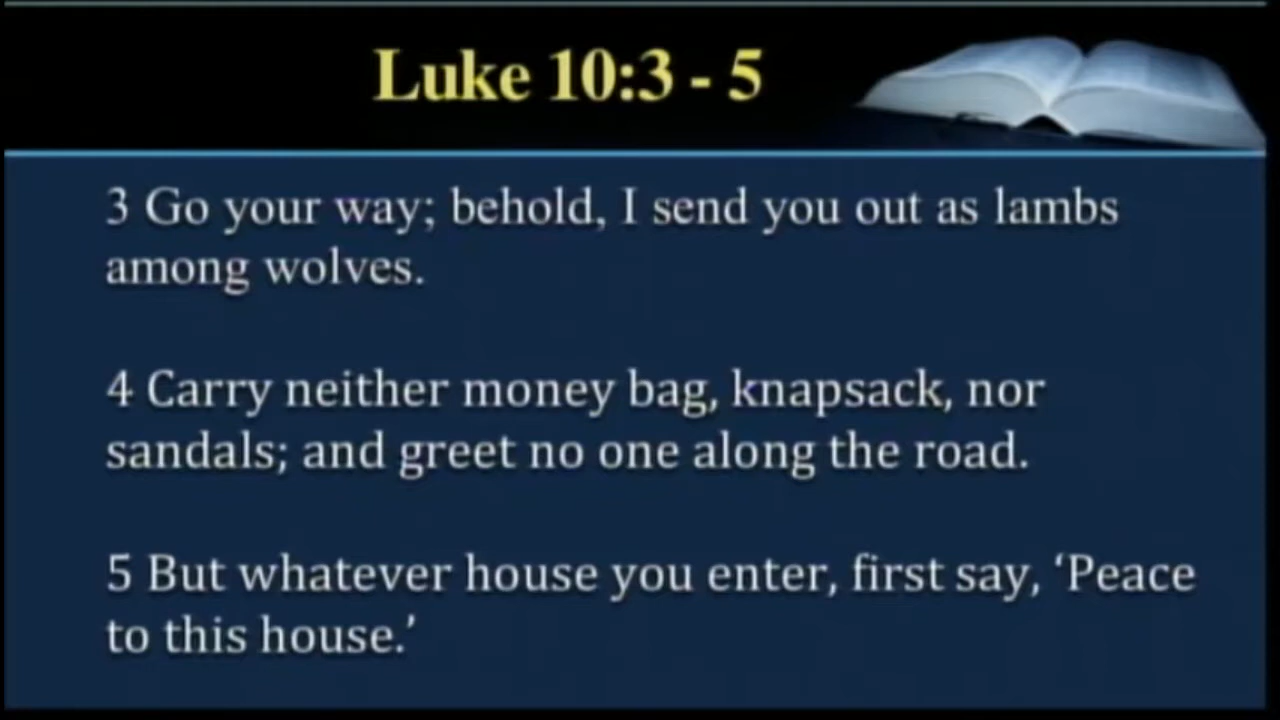 Luke 10:3 - 5
3 Go your way; behold, I send you out as lambs
among wolves.
4 Carry neither money bag, knapsack, nor
sandals; and greet no one along the road.
5 But whatever house you enter, first say, ‘Peace
to this house.’